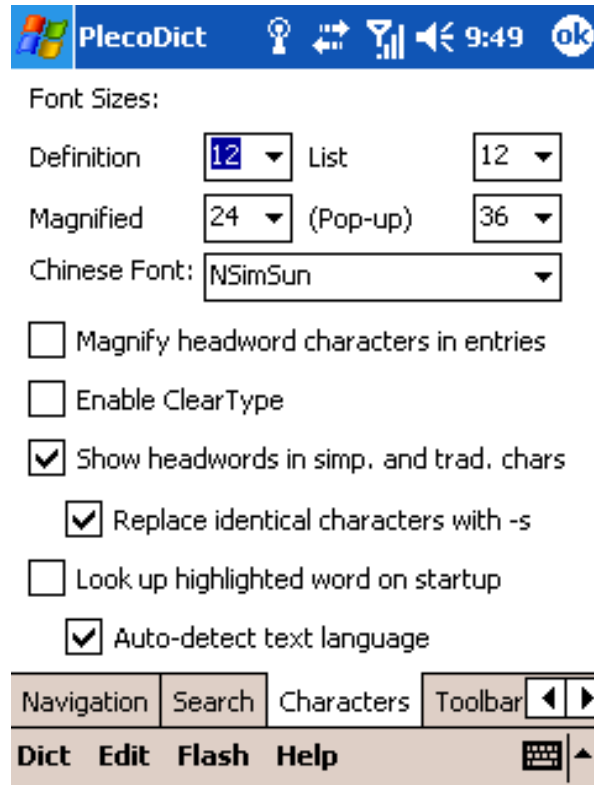 PlecoDict 9:49 ok
Font Sizes:
Definition 12 List 12
Magnified 24 (Pop-up) 36
Chinese Font: NSimSun
Magnify headword characters in entries
Enable ClearType
Show headwords in simp. and trad. chars
Replace identical characters with -s
Look up highlighted word on startup
Auto-detect text language
Navigation Search Characters Toolbar
Dict Edit Flash Help